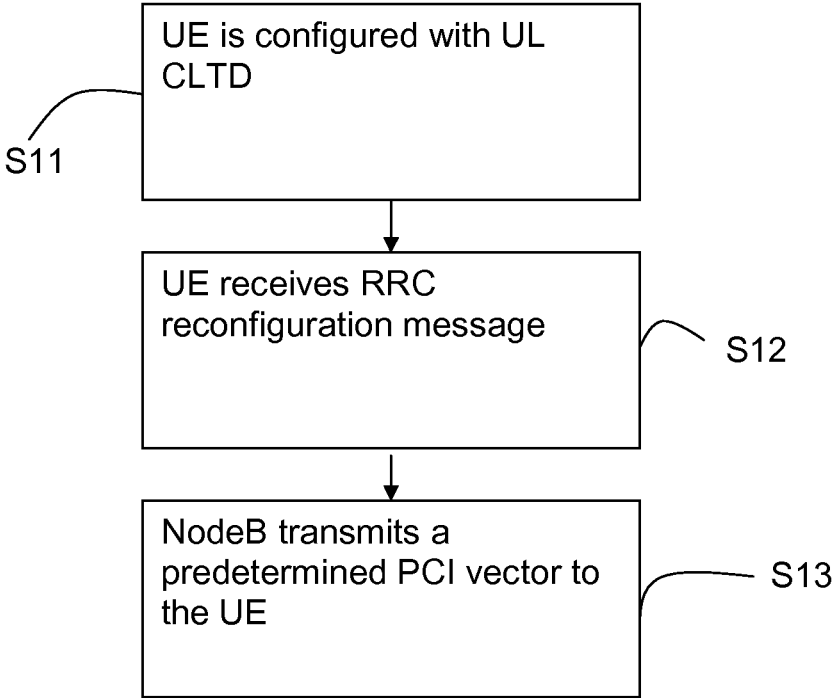 UE is configured with UL
CLTD
S11
UE receives RRC
reconfiguration message
S12
NodeB transmits a
predetermined PCI vector to
the UE
S13